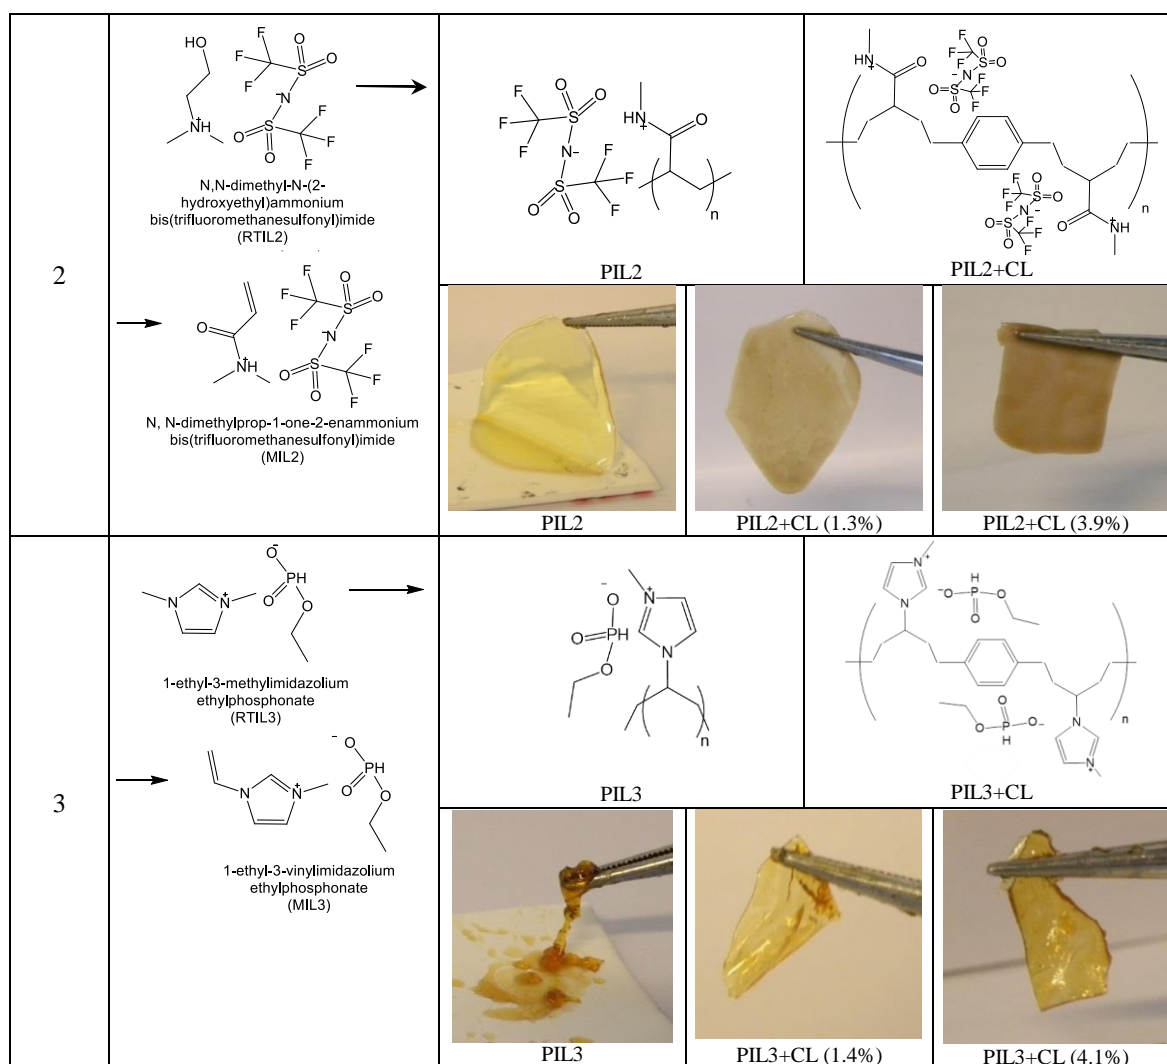 2
N,N-dimethyl-N-(2-
hydroxyethyl)ammonium
bis(trifluoromethanesulfonyl)imide
(RTIL2)
N, N-dimethylprop-1-one-2-enammonium
bis(trifluoromethanesulfonyl)imide
(MIL2)
PIL2
PIL2+CL
PIL2
PIL2+CL (1.3%)
PIL2+CL (3.9%)
3
1-ethyl-3-methylimidazolium
ethylphosphonate
(RTIL3)
1-ethyl-3-vinylimidazolium
ethylphosphonate
(MIL3)
PIL3
PIL3+CL
PIL3
PIL3+CL (1.4%)
PIL3+CL (4.1%)